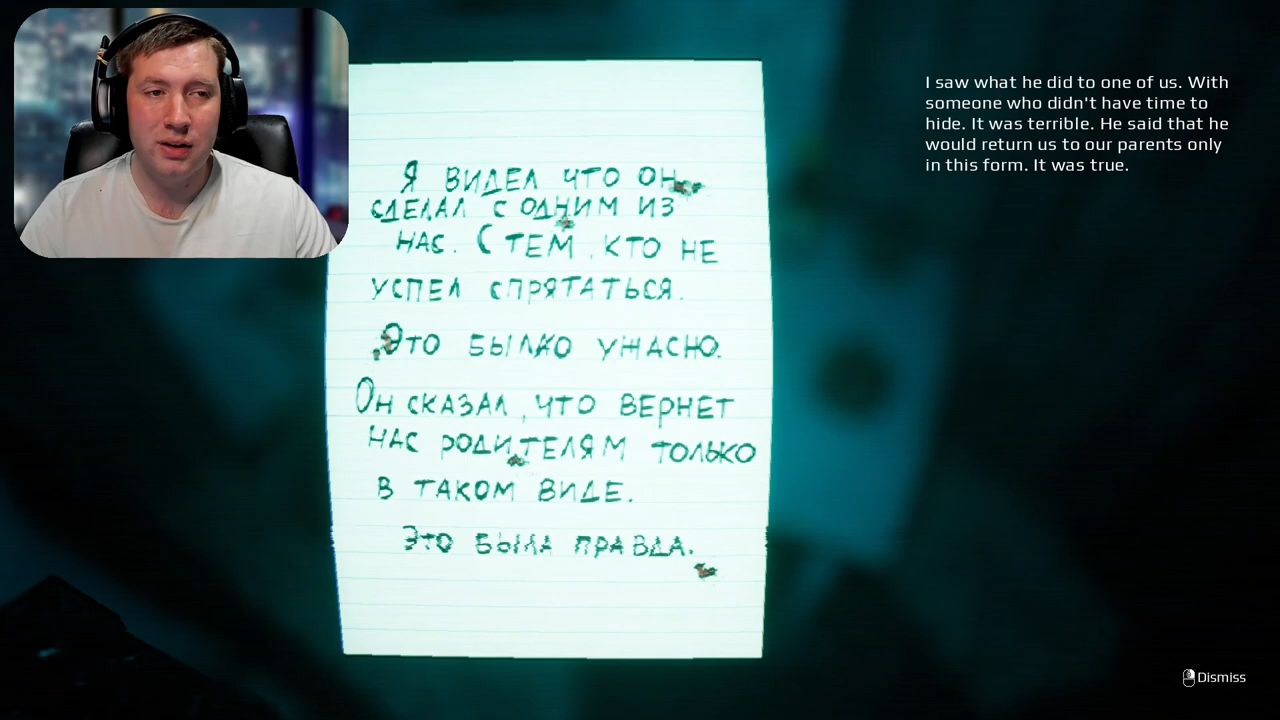 Я ВИДЕЛ ЧТО ОН
СДЕЛАЛ С ОДНИМ ИЗ
НАС. С ТЕМ, КТО НЕ
УСПЕЛ СПРЯТАТЬСЯ.
ЭТО БЫЛО УЖАСНО.
ОН СКАЗАЛ, ЧТО ВЕРНЕТ
НАС РОДИТЕЛЯМ ТОЛЬКО
В ТАКОМ ВИДЕ.
ЭТО БЫЛА ПРАВДА.
I saw what he did to one of us. With
someone who didn't have time to
hide. It was terrible. He said that he
would return us to our parents only
in this form. It was true.
Dismiss